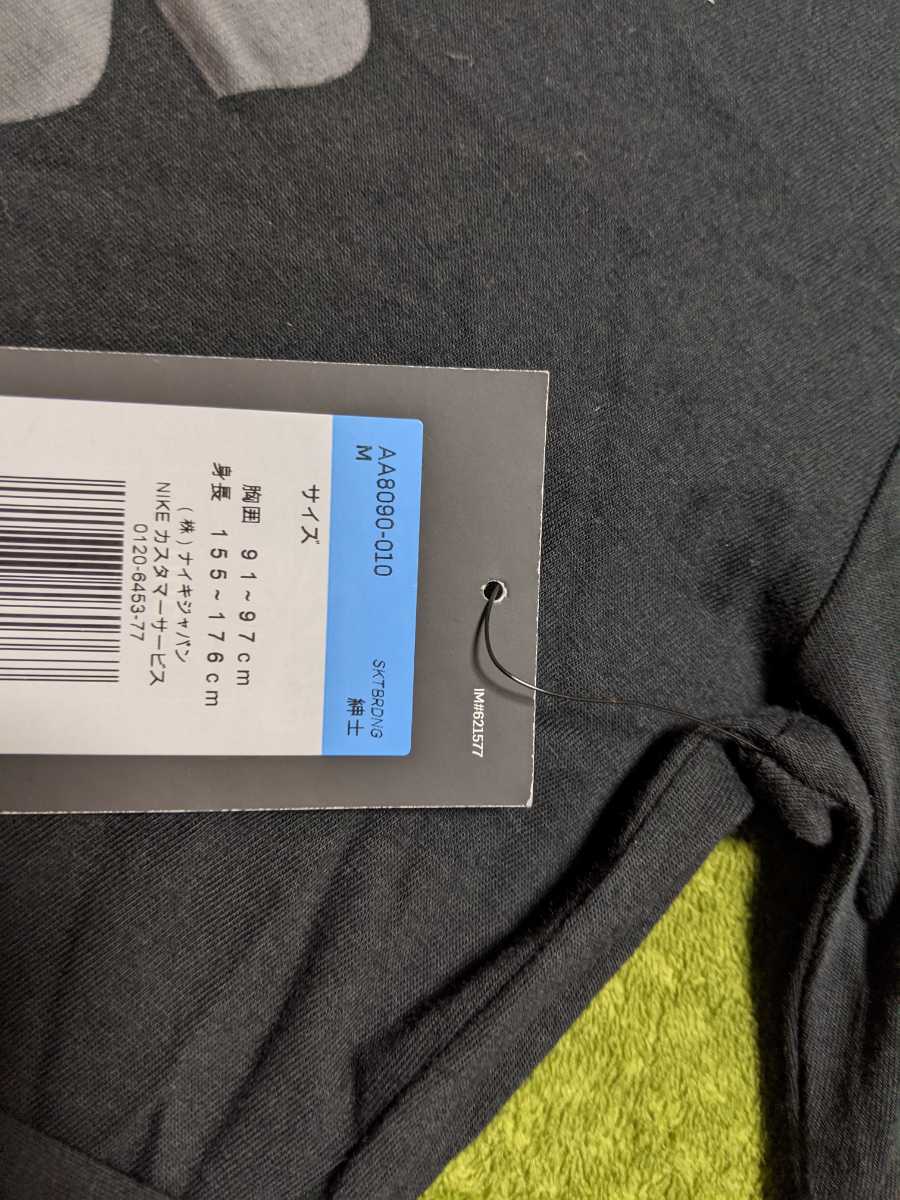 IM#621577
AA8090-010
M
SKTBRDNG
紳士
サイズ
胸囲 91~97cm
身長 155~176cm
(株)ナイキジャパン
NIKE カスタマーサービス
0120-6453-77